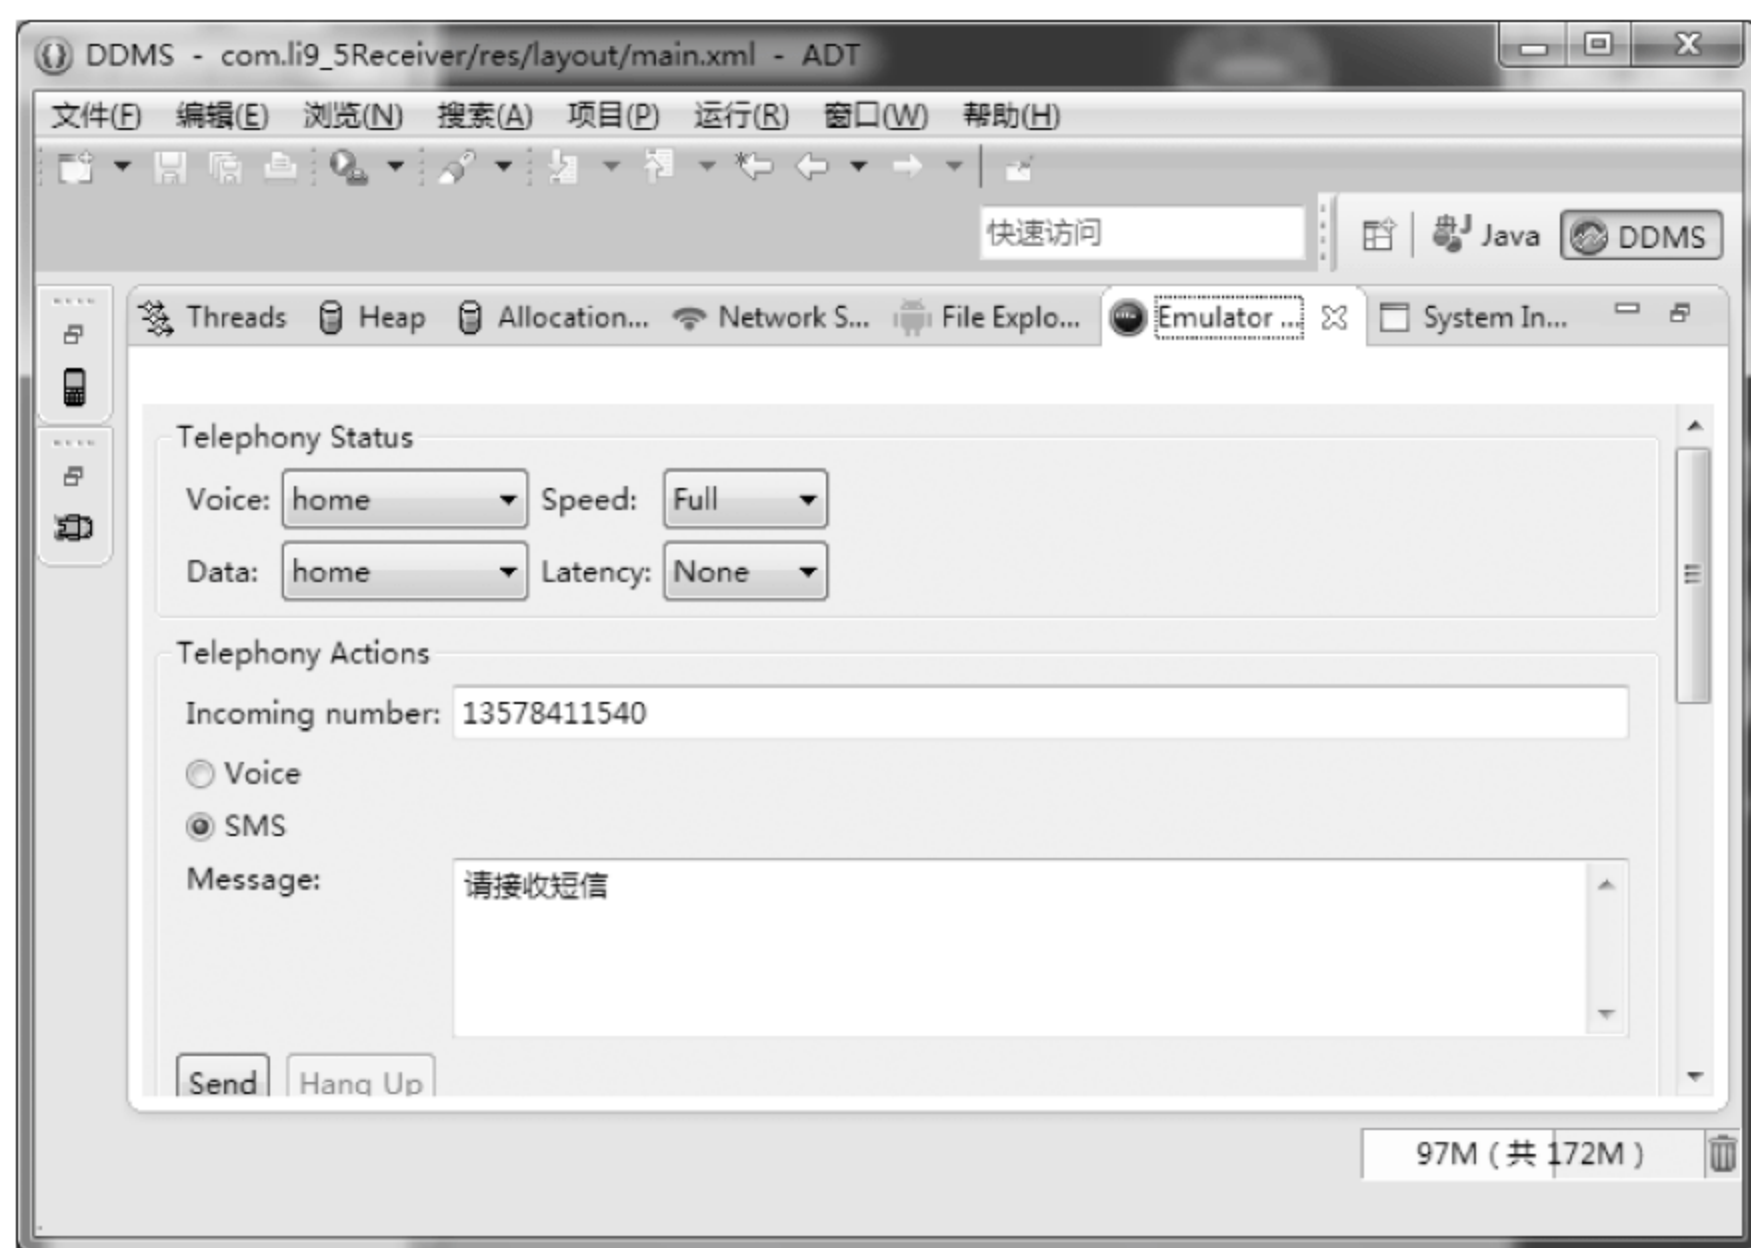 DDMS - com.li9_5Receiver/res/layout/main.xml - ADT
文件(F) 编辑(E) 浏览(N) 搜索(A) 项目(P) 运行(R) 窗口(W) 帮助(H)
快速访问 Java DDMS
Threads Heap Allocation... Network S... File Explo... Emulator ... System In...
Telephony Status
Voice: home Speed: Full
Data: home Latency: None
Telephony Actions
Incoming number: 13578411540
Voice
SMS
Message: 请接收短信
Send Hang Up
97M (共 172M)